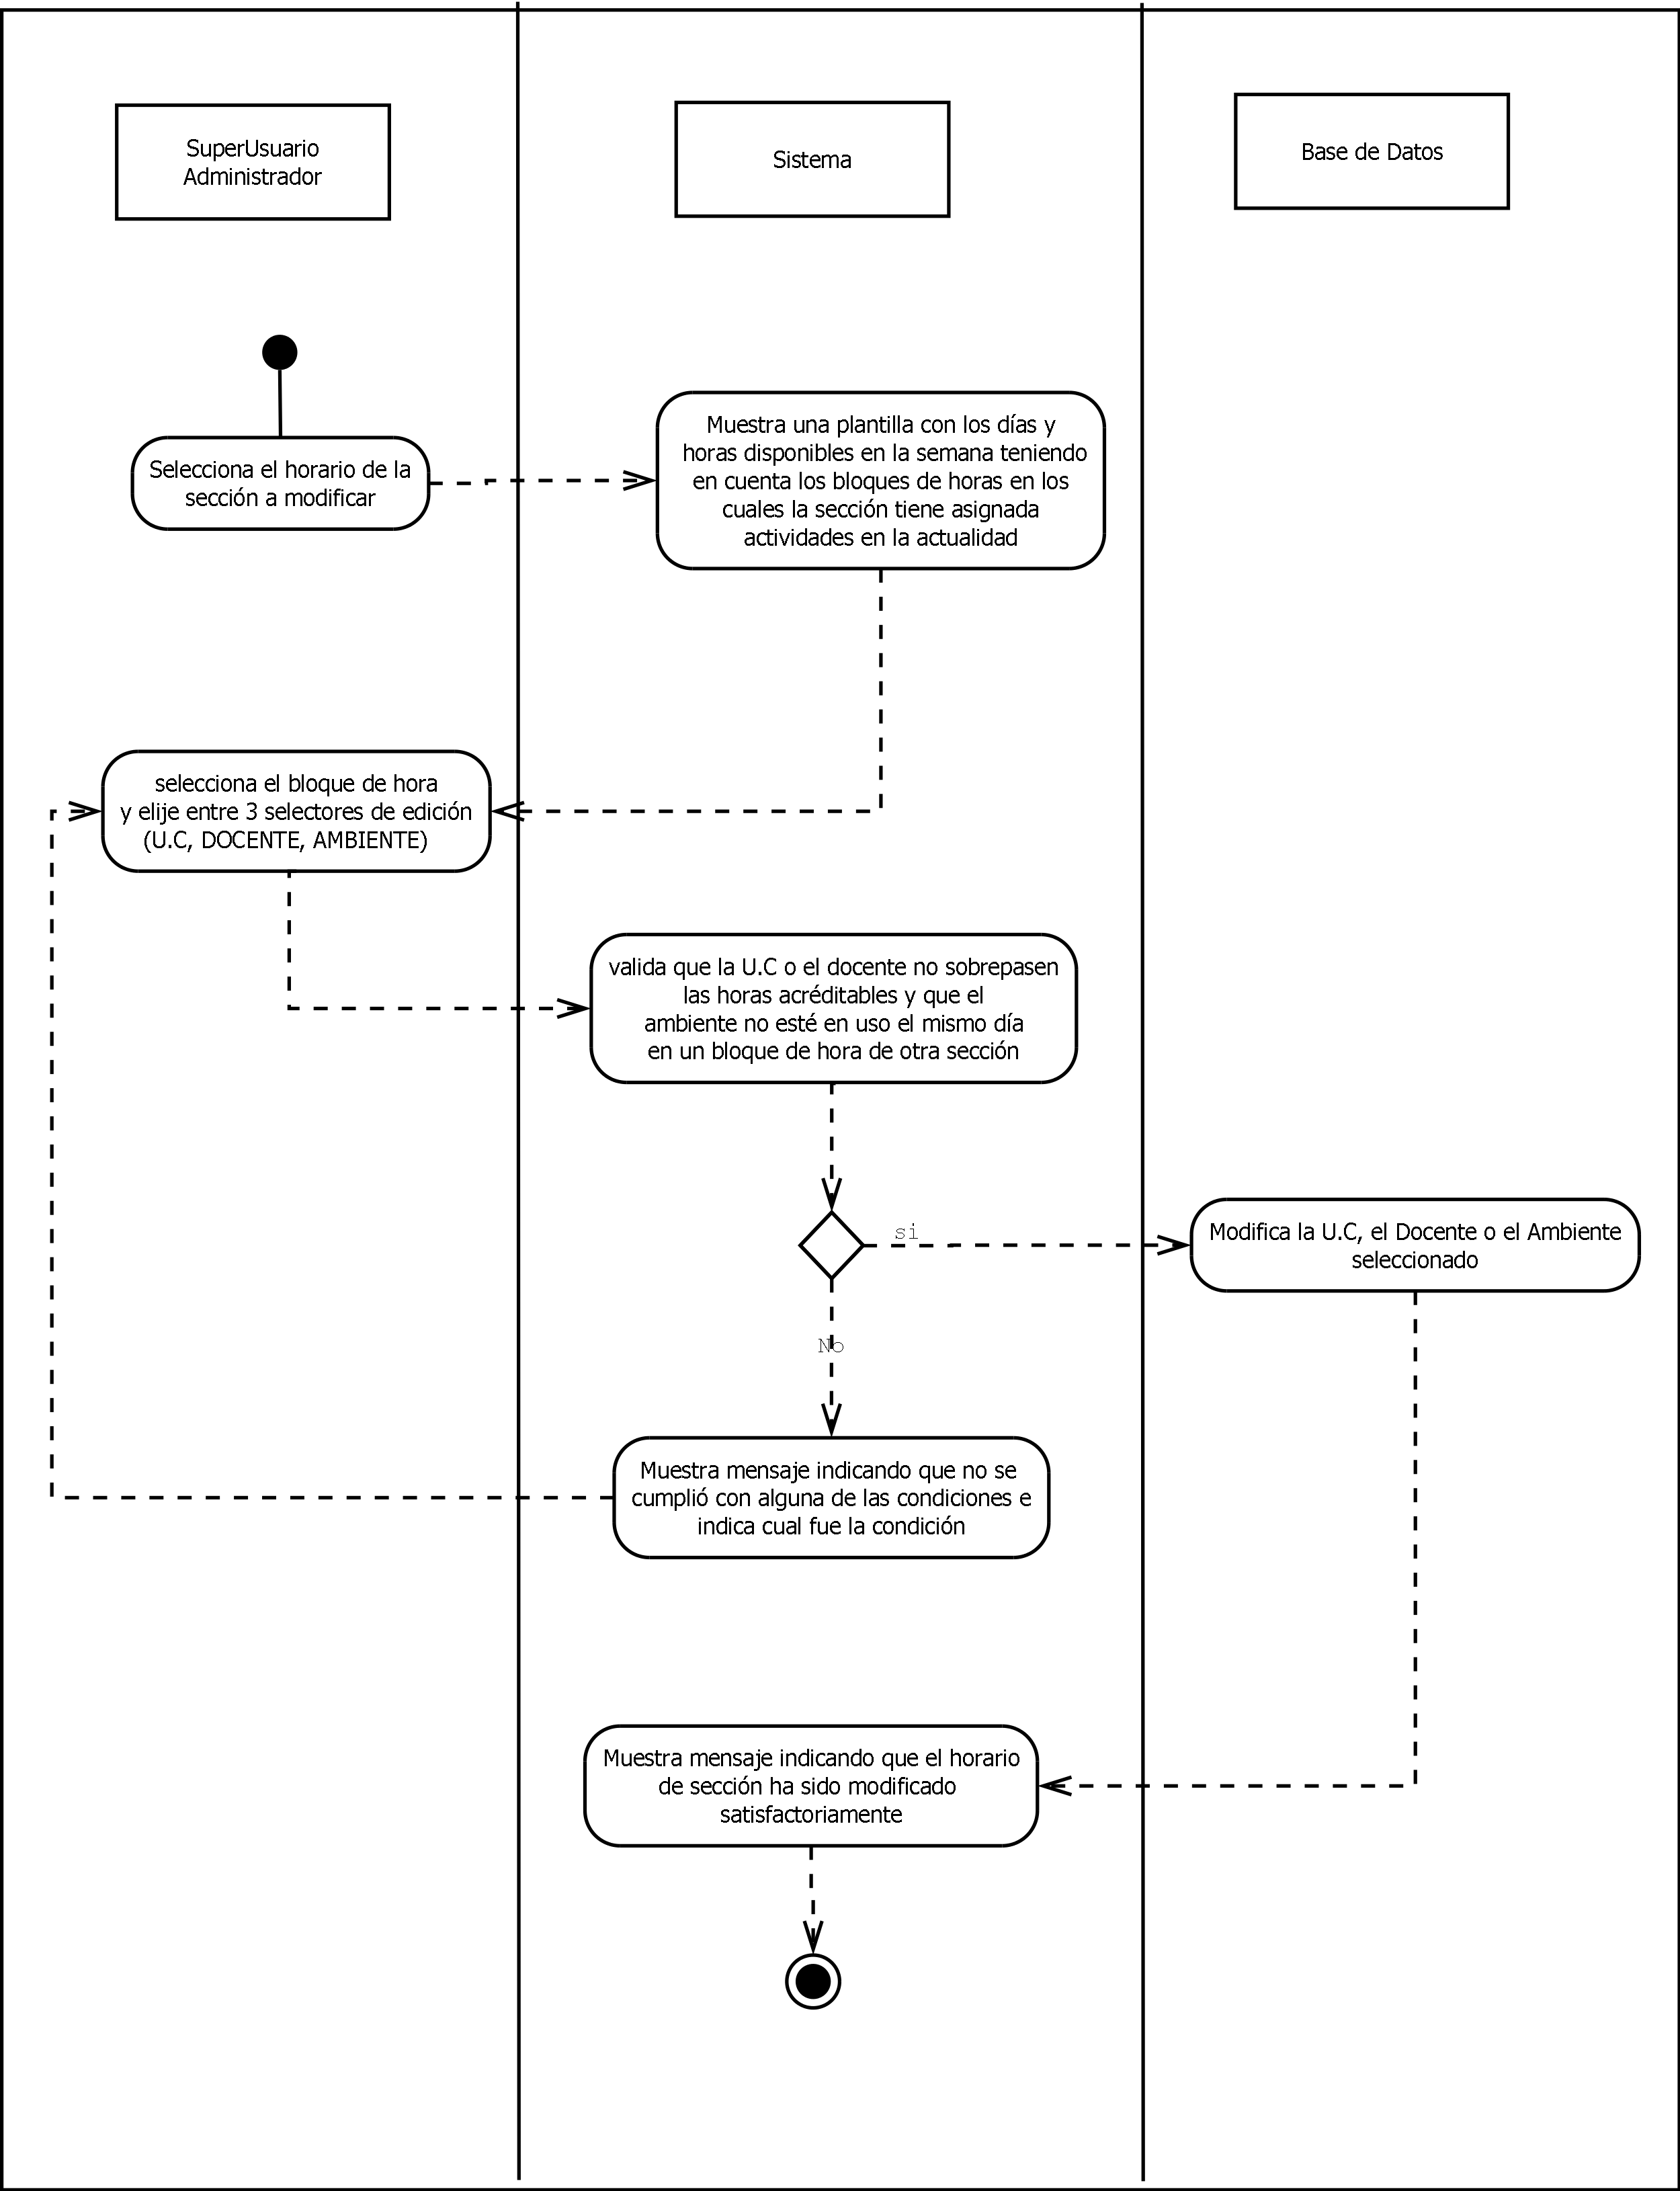 SuperUsuario
Administrador
Sistema
Base de Datos
Selecciona el horario de la
sección a modificar
Muestra una plantilla con los días y
horas disponibles en la semana teniendo
en cuenta los bloques de horas en los
cuales la sección tiene asignada
actividades en la actualidad
selecciona el bloque de hora
y elije entre 3 selectores de edición
(U.C, DOCENTE, AMBIENTE)
valida que la U.C o el docente no sobrepasen
las horas acréditables y que el
ambiente no esté en uso el mismo día
en un bloque de hora de otra sección
si
Modifica la U.C, el Docente o el Ambiente
seleccionado
No
Muestra mensaje indicando que no se
cumplió con alguna de las condiciones e
indica cual fue la condición
Muestra mensaje indicando que el horario
de sección ha sido modificado
satisfactoriamente